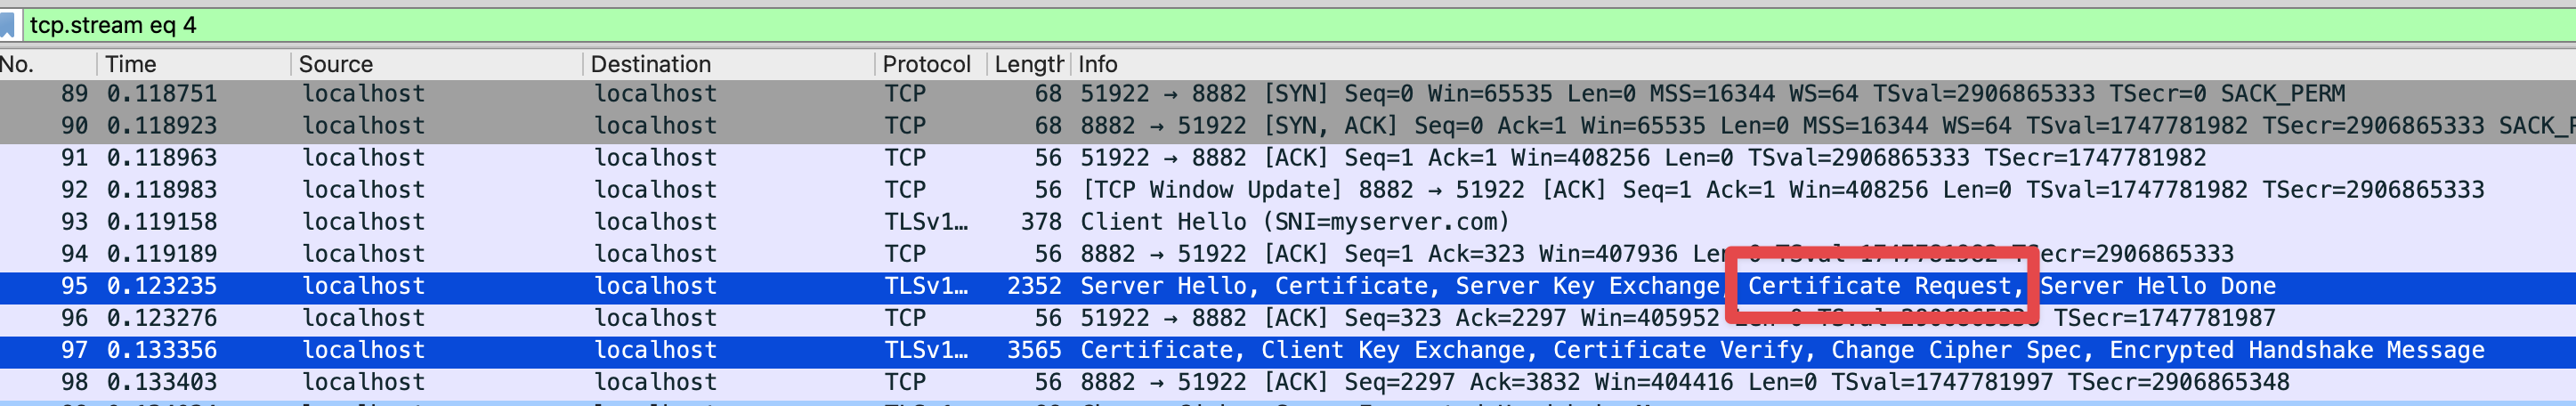 tcp.stream eq 4
No. Time Source Destination Protocol Length Info
89 0.118751 localhost localhost TCP 68 51922 → 8882 [SYN] Seq=0 Win=65535 Len=0 MSS=16344 WS=64 TSval=2906865333 TSecr=0 SACK_PERM
90 0.118923 localhost localhost TCP 68 8882 → 51922 [SYN, ACK] Seq=0 Ack=1 Win=65535 Len=0 MSS=16344 WS=64 TSval=1747781982 TSecr=2906865333 SACK_P
91 0.118963 localhost localhost TCP 56 51922 → 8882 [ACK] Seq=1 Ack=1 Win=408256 Len=0 TSval=2906865333 TSecr=1747781982
92 0.118983 localhost localhost TCP 56 [TCP Window Update] 8882 → 51922 [ACK] Seq=1 Ack=1 Win=408256 Len=0 TSval=1747781982 TSecr=2906865333
93 0.119158 localhost localhost TLSv1… 378 Client Hello (SNI=myserver.com)
94 0.119189 localhost localhost TCP 56 8882 → 51922 [ACK] Seq=1 Ack=323 Win=407936 Len=0 TSval=1747781982 TSecr=2906865333
95 0.123235 localhost localhost TLSv1… 2352 Server Hello, Certificate, Server Key Exchange, Certificate Request, Server Hello Done
96 0.123276 localhost localhost TCP 56 51922 → 8882 [ACK] Seq=323 Ack=2297 Win=405952 TSecr=1747781987
97 0.133356 localhost localhost TLSv1… 3565 Certificate, Client Key Exchange, Certificate Verify, Change Cipher Spec, Encrypted Handshake Message
98 0.133403 localhost localhost TCP 56 8882 → 51922 [ACK] Seq=2297 Ack=3832 Win=404416 Len=0 TSval=1747781997 TSecr=2906865348